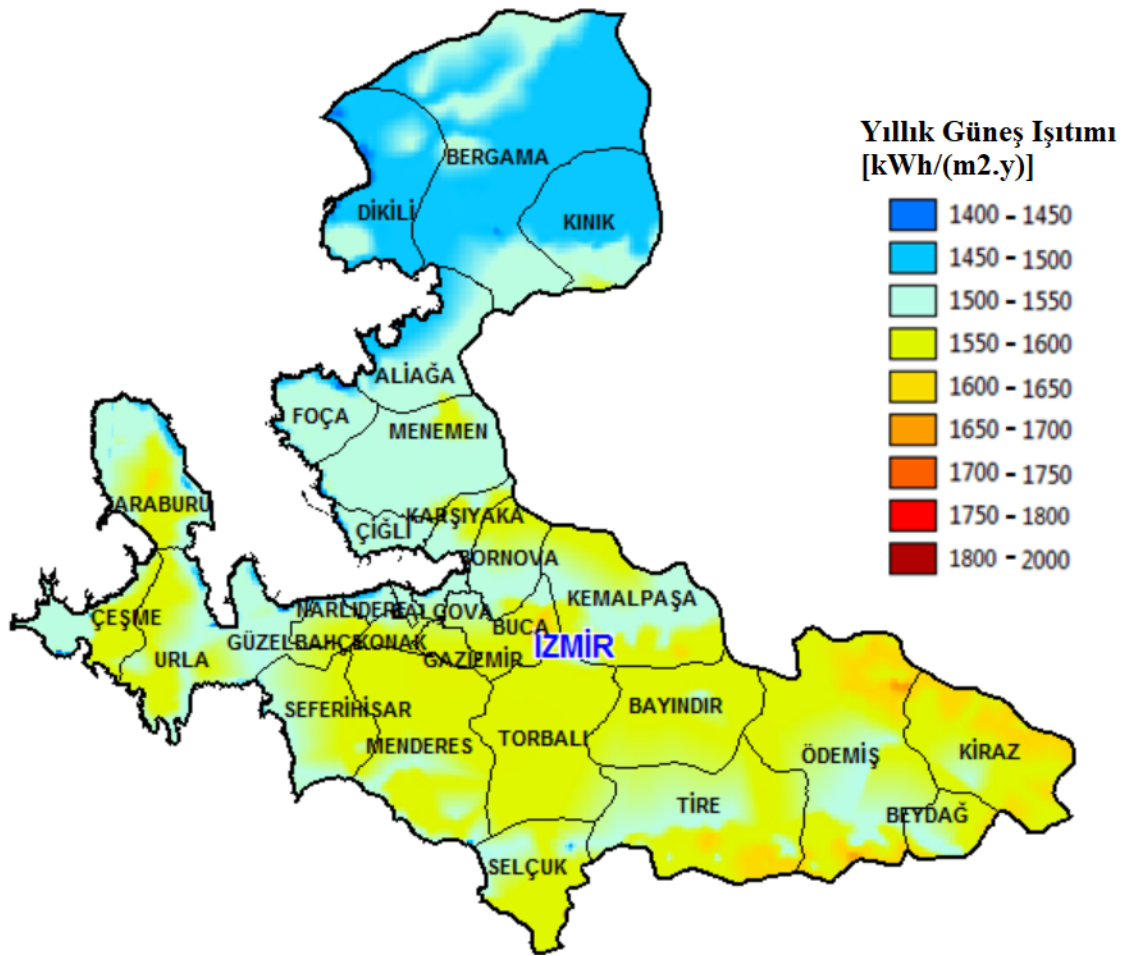 Yıllık Güneş Işıtımı
[kWh/(m2.y)]
1400 - 1450
1450 - 1500
1500 - 1550
1550 - 1600
1600 - 1650
1650 - 1700
1700 - 1750
1750 - 1800
1800 - 2000
BERGAMA
DİKİLİ
KINIK
ALİAĞA
FOÇA
MENEMEN
ARABURU
KARŞIYAKA
ÇİĞLİ
BORNOVA
KEMALPAŞA
NARLIDERE
BALÇOVA
ÇEŞME
BUCA
GÜZELBAHÇE
KONAK
İZMİR
URLA
GAZİEMİR
SEFERİHİSAR
BAYINDIR
MENDERES
TORBALI
ÖDEMİŞ
KİRAZ
TİRE
BEYDAĞ
SELÇUK